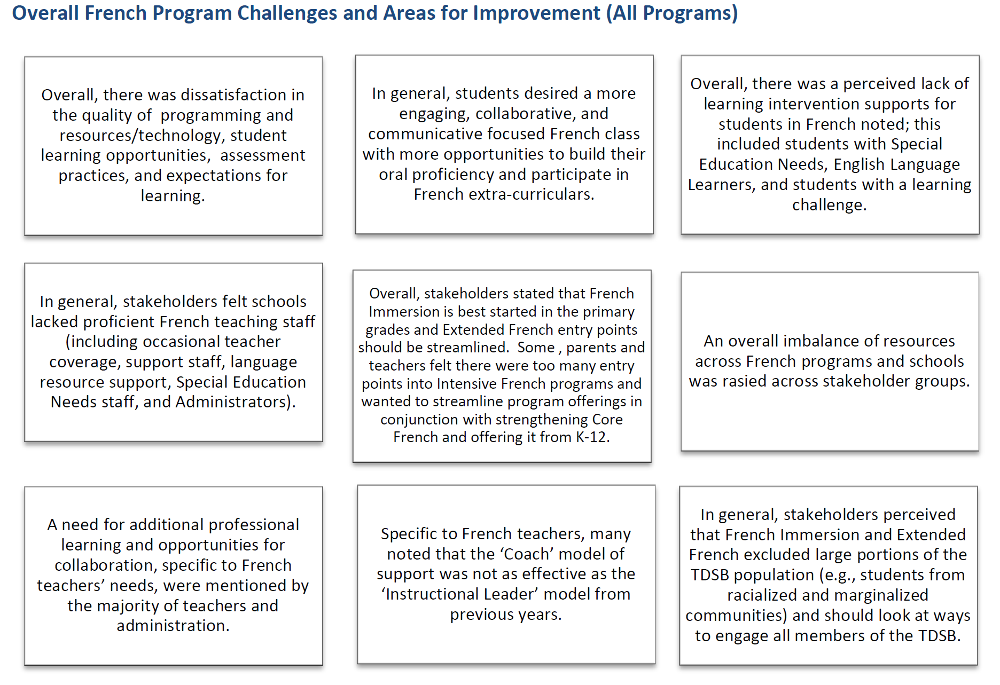 Overall French Program Challenges and Areas for Improvement (All Programs)
Overall, there was dissatisfaction in
the quality of  programming and
resources/technology, student
learning opportunities,  assessment
practices, and expectations for
learning.
In general, students desired a more
engaging, collaborative, and
communicative focused French class
with more opportunities to build their
oral proficiency and participate in
French extra-curriculars.
Overall, there was a perceived lack of
learning intervention supports for
students in French noted; this
included students with Special
Education Needs, English Language
Learners, and students with a learning
challenge.
In general, stakeholders felt schools
lacked proficient French teaching staff
(including occasional teacher
coverage, support staff, language
resource support, Special Education
Needs staff, and Administrators).
Overall, stakeholders stated that French
Immersion is best started in the primary
grades and Extended French entry points
should be streamlined.  Some , parents and
teachers felt there were too many entry
points into Intensive French programs and
wanted to streamline program offerings in
conjunction with strengthening Core
French and offering it from K-12.
An overall imbalance of resources
across French programs and schools
was rasied across stakeholder groups.
A need for additional professional
learning and opportunities for
collaboration, specific to French
teachers’ needs, were mentioned by
the majority of teachers and
administration.
Specific to French teachers, many
noted that the ‘Coach’ model of
support was not as effective as the
‘Instructional Leader’ model from
previous years.
In general, stakeholders perceived
that French Immersion and Extended
French excluded large portions of the
TDSB population (e.g., students from
racialized and marginalized
communities) and should look at ways
to engage all members of the TDSB.